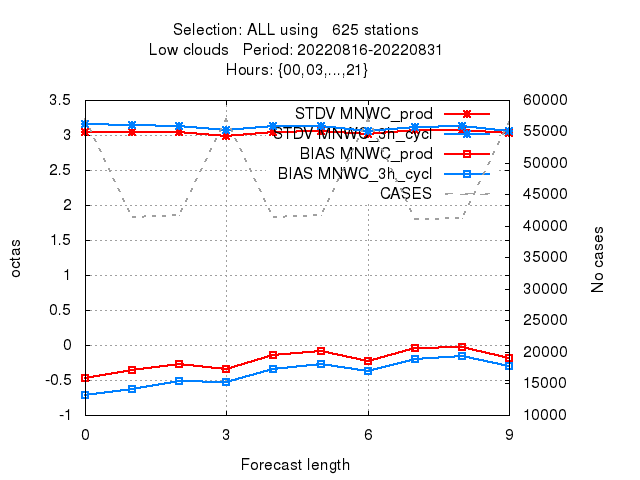 Selection: ALL using   625 stations
Low clouds   Period: 20220816-20220831
Hours: {00,03,...,21}
3.5
3
2.5
2
1.5
1
0.5
0
-0.5
-1
octas
STDV MNWC_prod
STDV MNWC_3h_cycl
BIAS MNWC_prod
BIAS MNWC_3h_cycl
CASES
60000
55000
50000
45000
40000
35000
30000
25000
20000
15000
10000
No cases
0 3 6 9
Forecast length